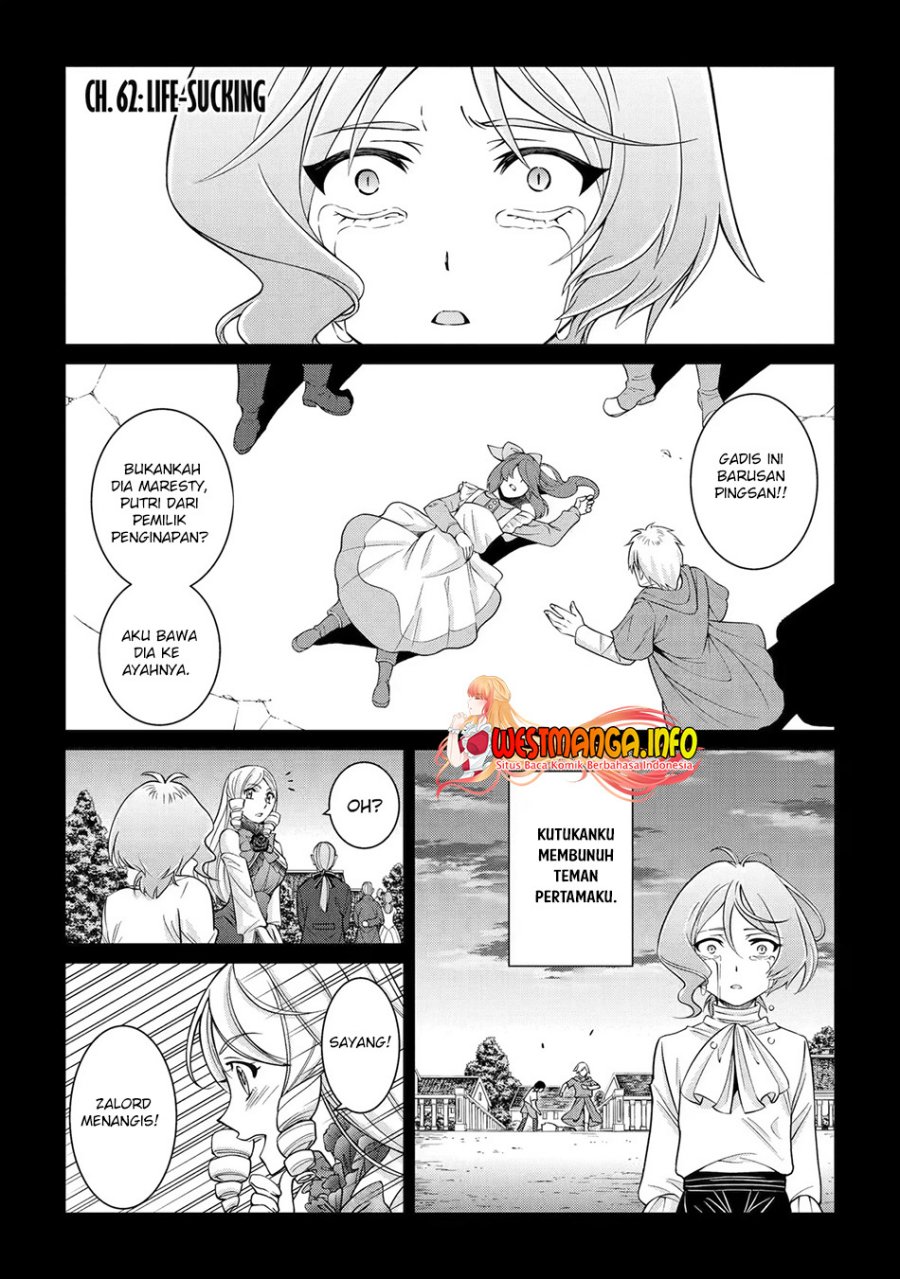 CH. 62: LIFE-SUCKING
GADIS INI
BARUSAN
PINGSAN!!
BUKANKAH
DIA MARESTY,
PUTRI DARI
PEMILIK
PENGINAPAN?
AKU BAWA
DIA KE
AYAHNYA.
WESTMANGA.INFO
Situs Baca Komik Berbahasa Indonesia
KUTUKANKU
MEMBUNUH
TEMAN
PERTAMAKU.
OH?
SAYANG!
ZALORD
MENANGIS!